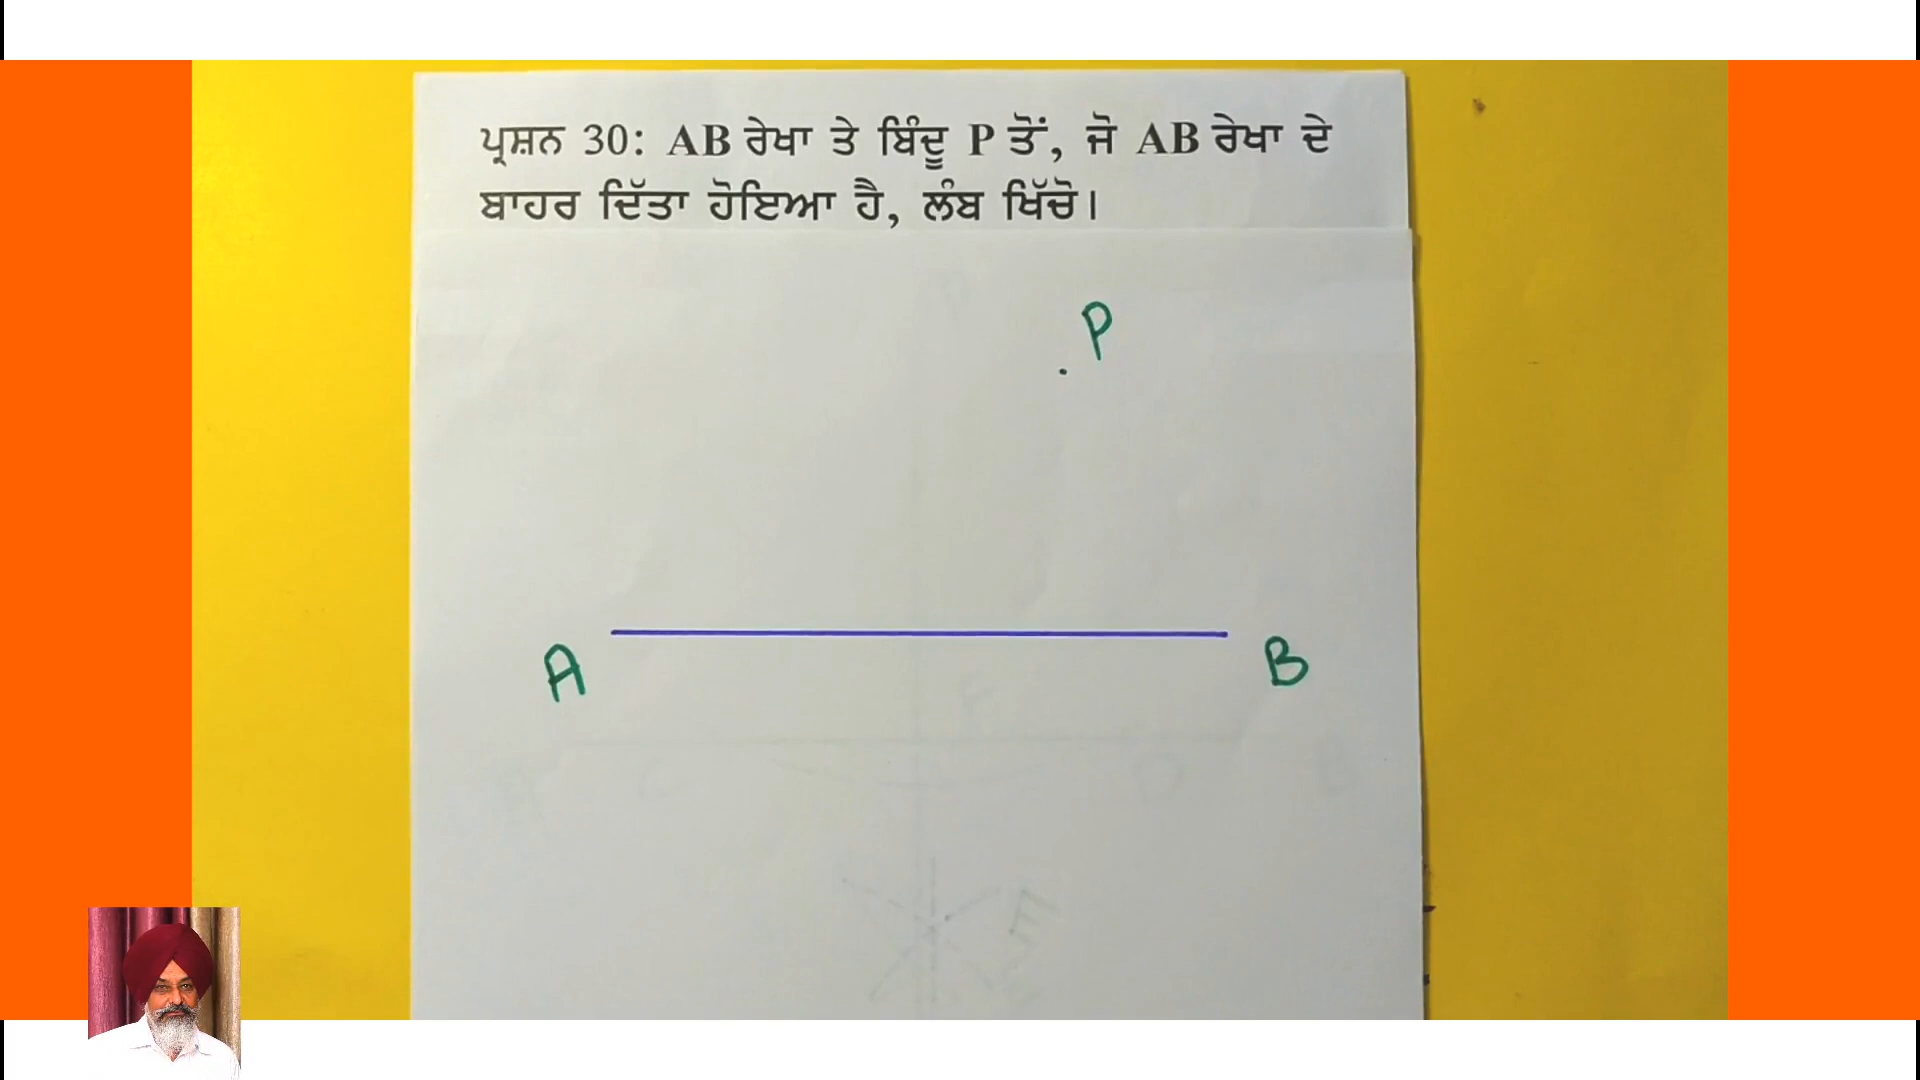 ਪ੍ਰਸ਼ਨ 30: AB ਰੇਖਾ ਤੇ ਬਿੰਦੂ P ਤੋਂ, ਜੋ AB ਰੇਖਾ ਦੇ
ਬਾਹਰ ਦਿੱਤਾ ਹੋਇਆ ਹੈ, ਲੰਬ ਖਿੱਚੋ।
P
A
B